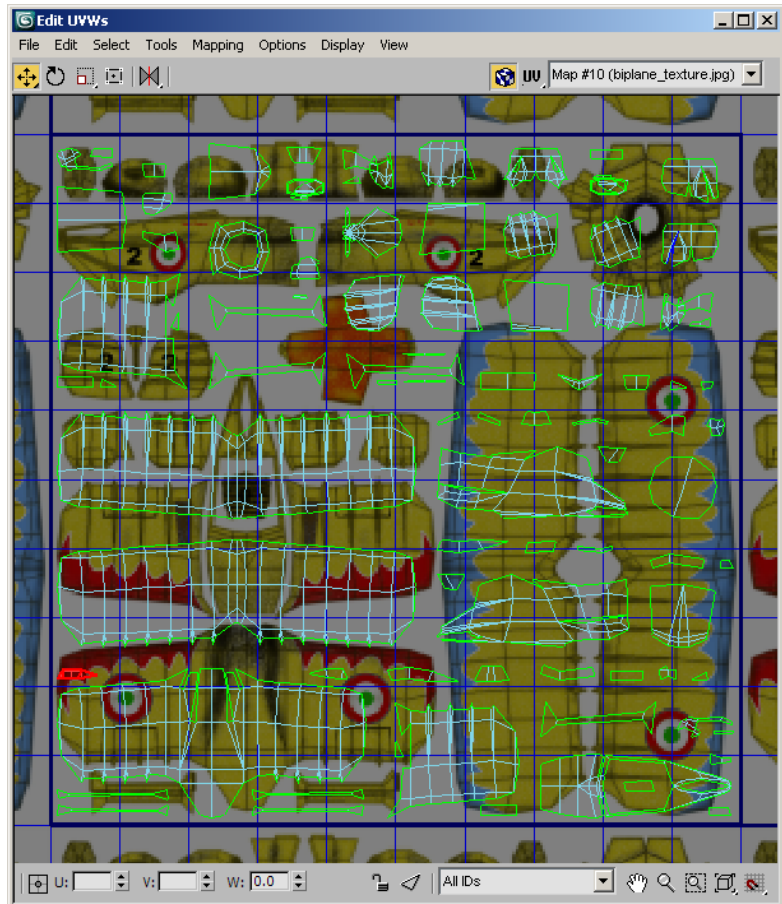 Edit UVWs
File Edit Select Tools Mapping Options Display View
UV Map #10 (biplane_texture.jpg)
2 2
2 2
U: V: W: 0.0 All IDs